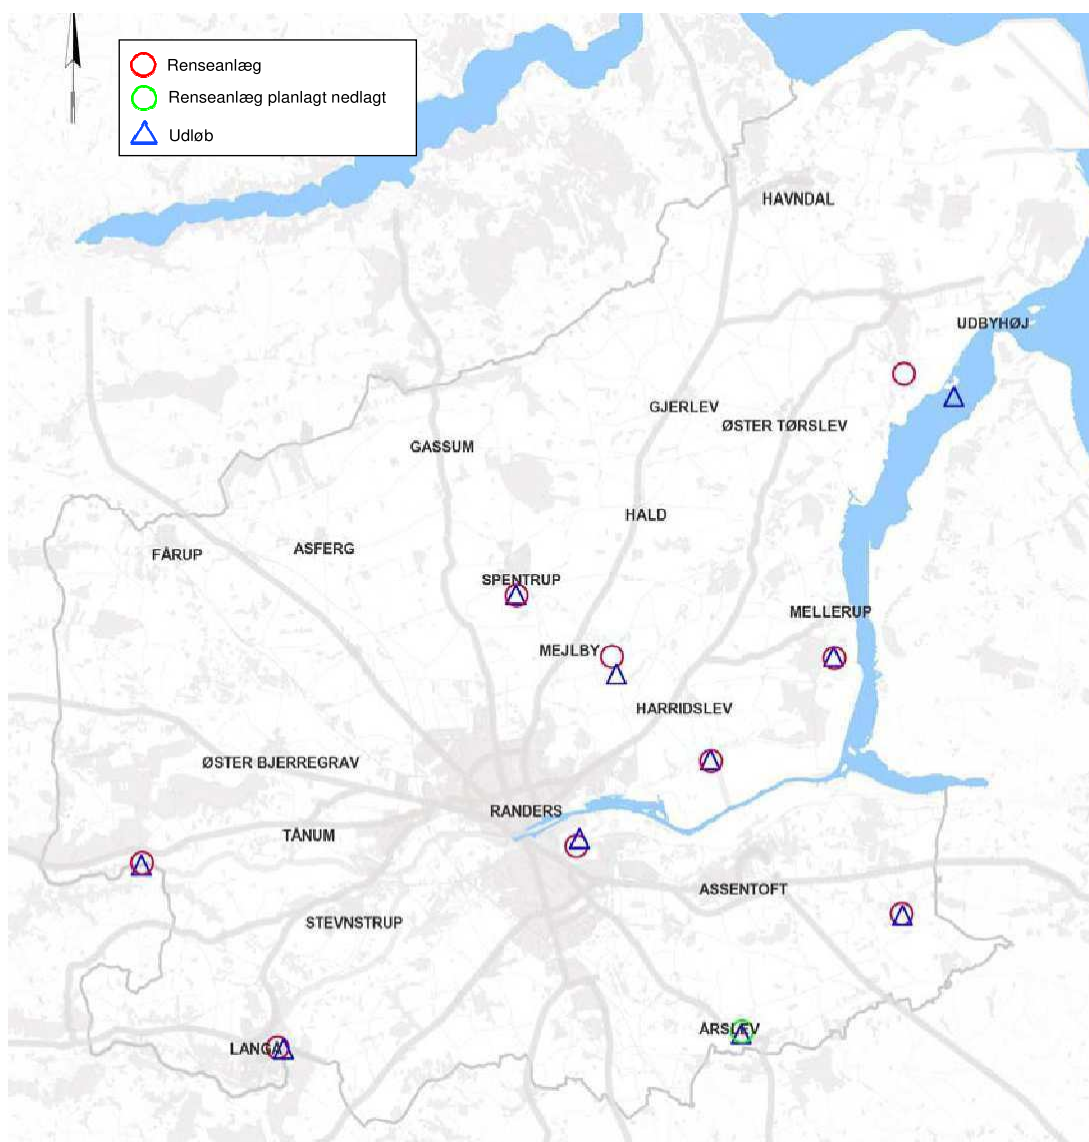 Renseanlæg
Renseanlæg planlagt nedlagt
Udløb
HAVNDAL
UDBYHØJ
GJERLEV
ØSTER TØRSLEV
GASSUM
HALD
FÅRUP
ASFERG
SPENTRUP
MELLERUP
MEJLBY
HARRIDSLEV
ØSTER BJERREGRAV
RANDERS
TÅNUM
ASSENTOFT
STEVNSTRUP
ÅRSLEV
LANGÅ